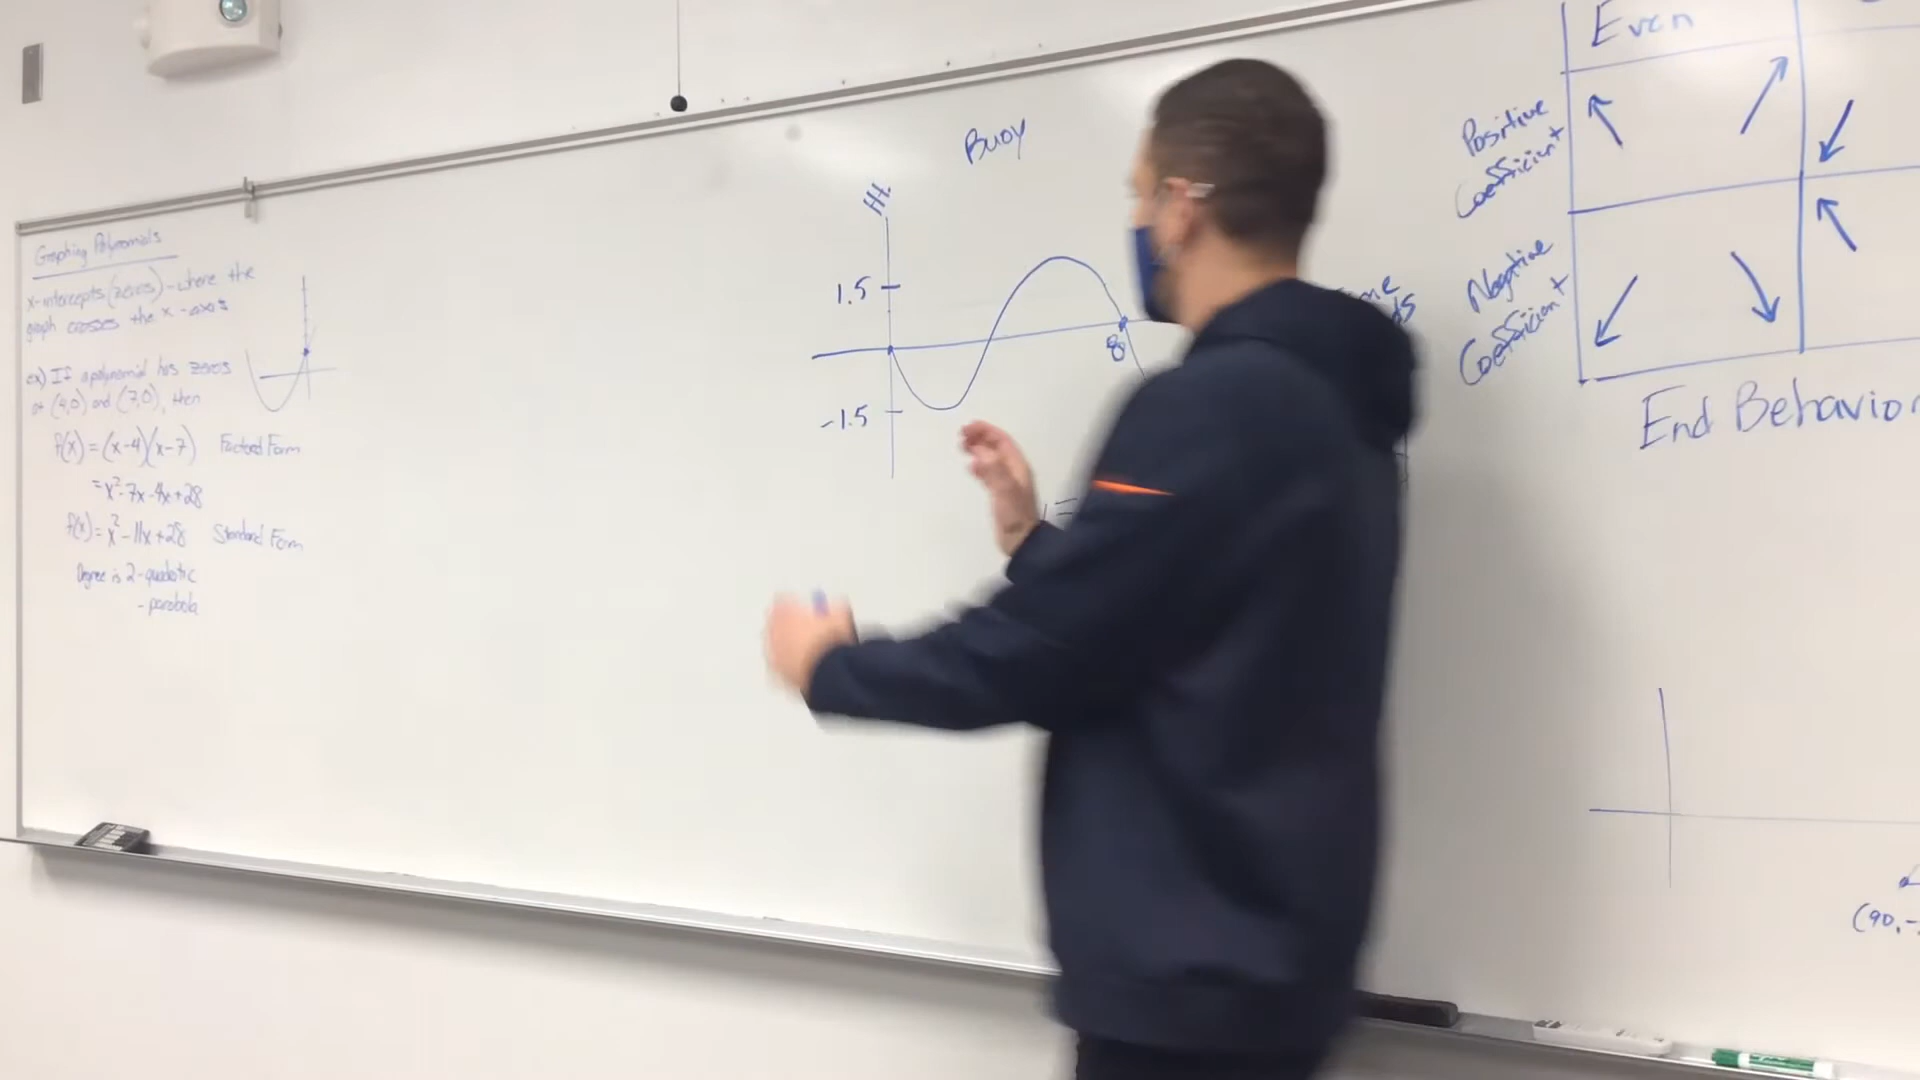 Graphing Polynomials
x-intercepts (zeros) - where the
graph crosses the x-axis
ex) If a polynomial has zeros
at (4,0) and (7,0), then
f(x) = (x-4)(x-7) Factored Form
= x²-7x-4x+28
f(x) = x²-11x+28 Standard Form
Degree is 2 - quadratic
- parabola
Buoy
Ht.
1.5
8
-1.5
Even
Positive
Coefficient
Negative
Coefficient
End Behavior
(90,-